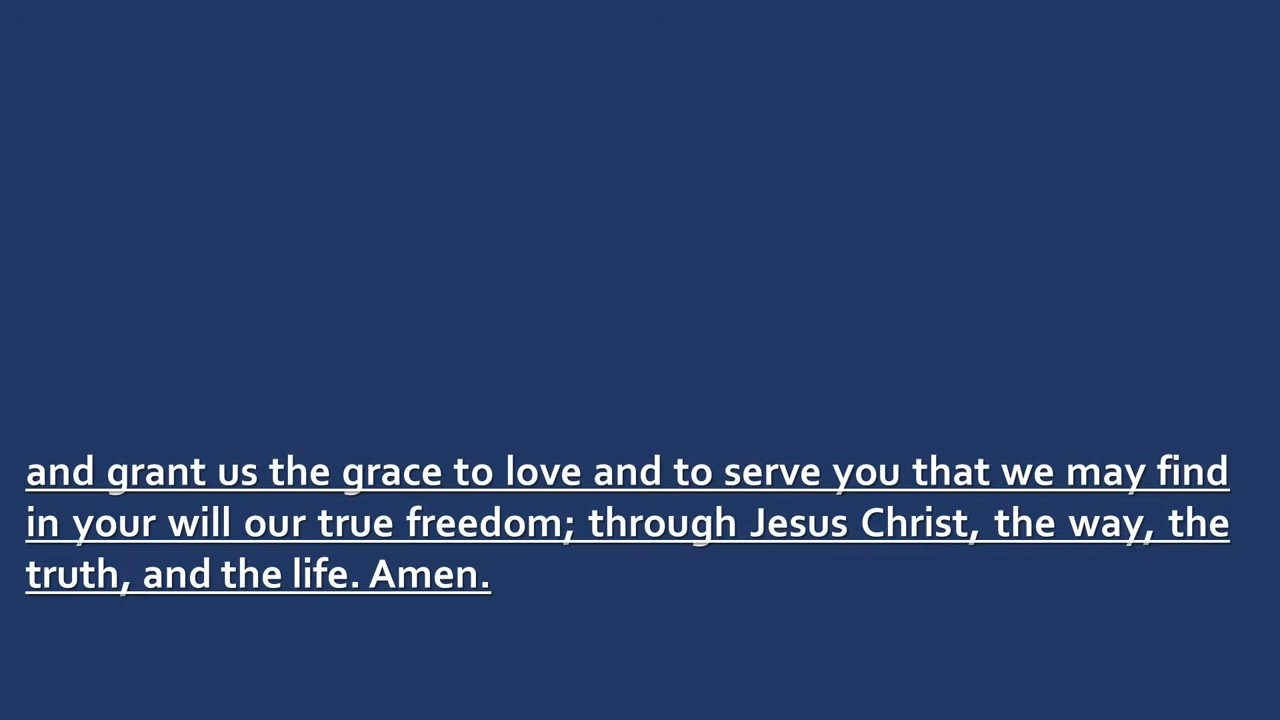 and grant us the grace to love and to serve you that we may find
in your will our true freedom; through Jesus Christ, the way, the
truth, and the life. Amen.